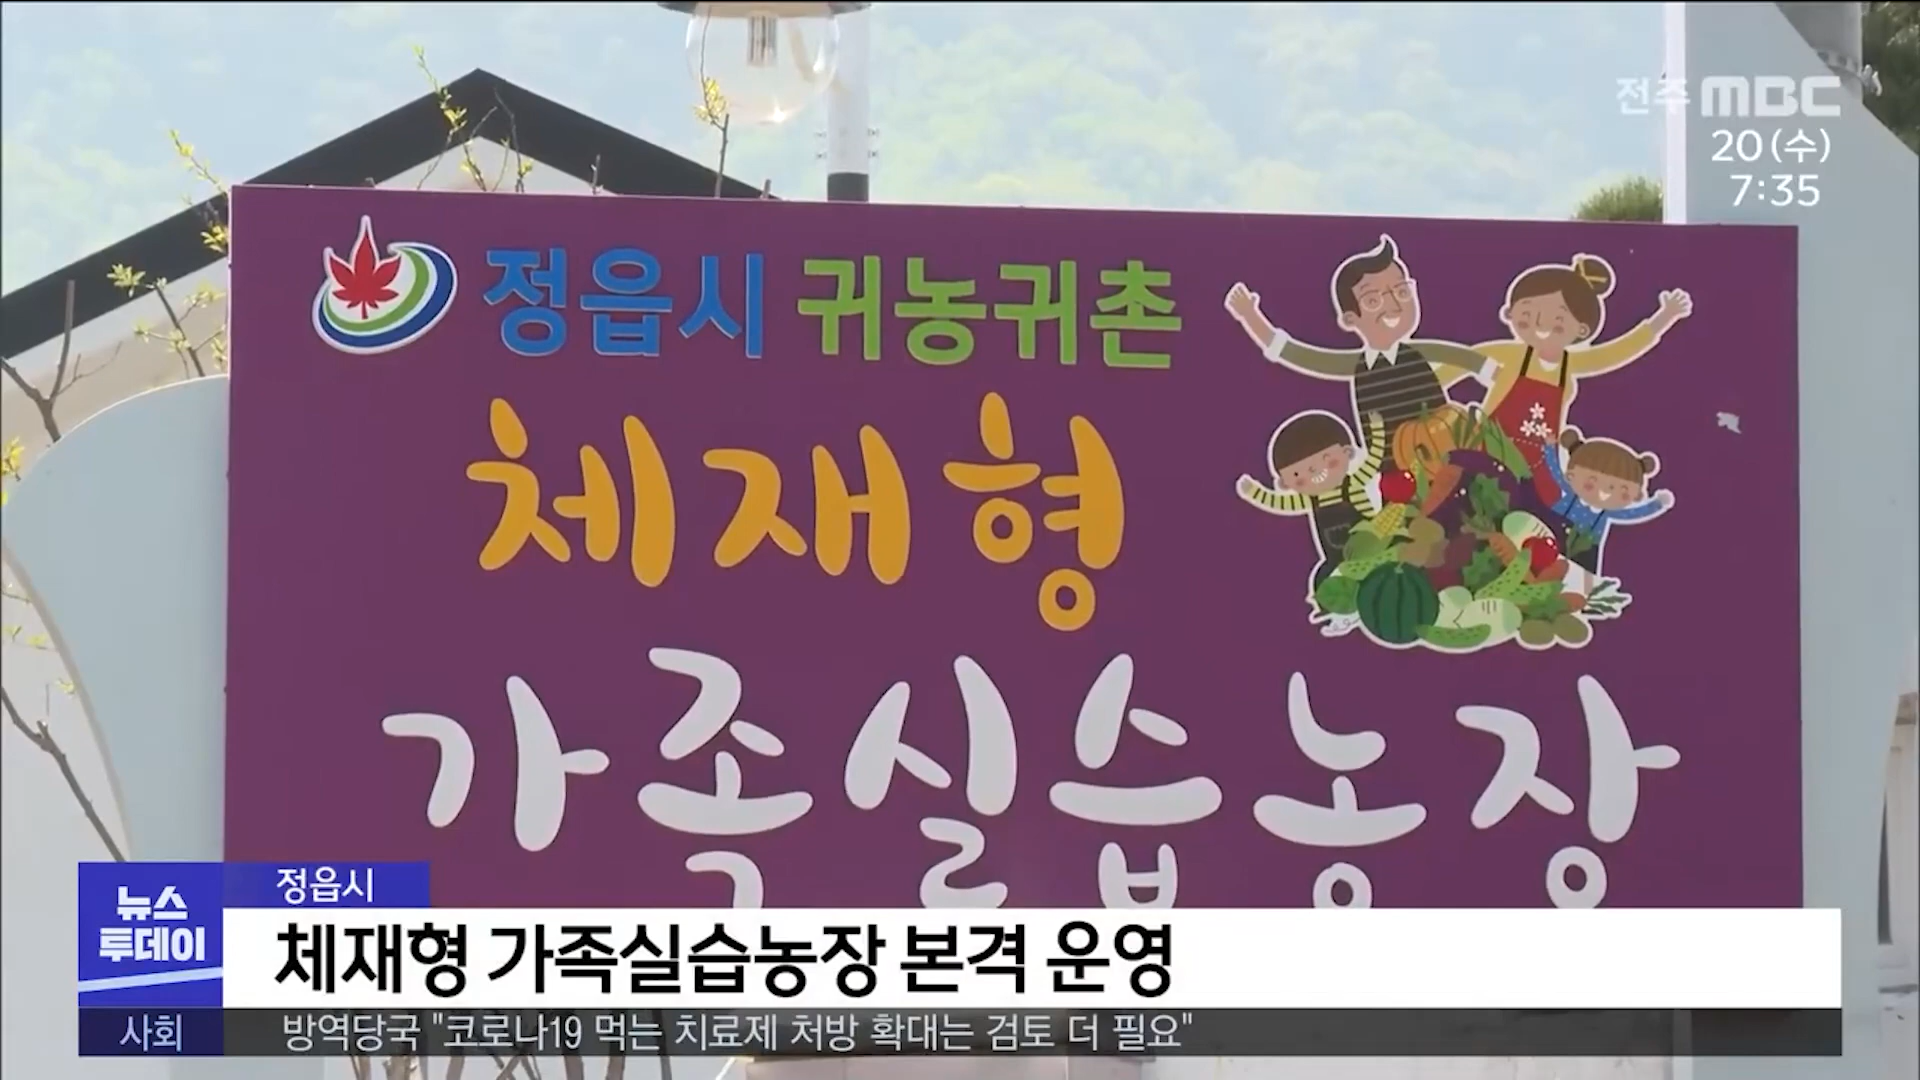 전주 MBC
20(수)
7:35
정읍시 귀농귀촌
체재형
가족실습농장
정읍시
뉴스
투데이
체재형 가족실습농장 본격 운영
사회
방역당국 "코로나19 먹는 치료제 처방 확대는 검토 더 필요"